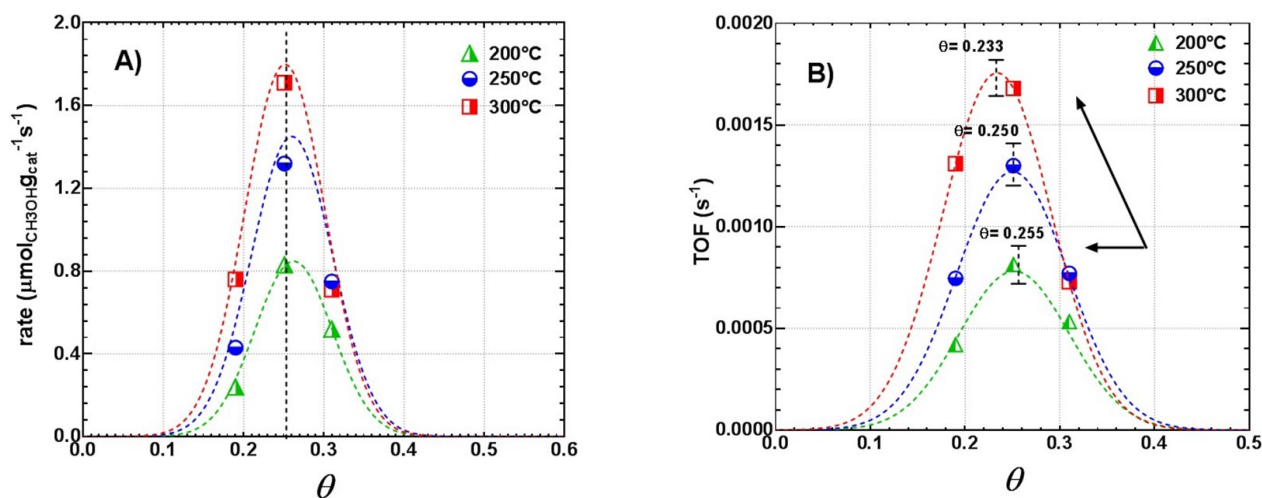 A)
200°C
250°C
300°C
rate (μmolCH3OHgcat⁻¹s⁻¹)
2.0
1.6
1.2
0.8
0.4
0.0
0.0 0.1 0.2 0.3 0.4 0.5 0.6
θ
B)
200°C
250°C
300°C
θ= 0.233
θ= 0.250
θ= 0.255
TOF (s⁻¹)
0.0020
0.0015
0.0010
0.0005
0.0000
0.0 0.1 0.2 0.3 0.4 0.5
θ